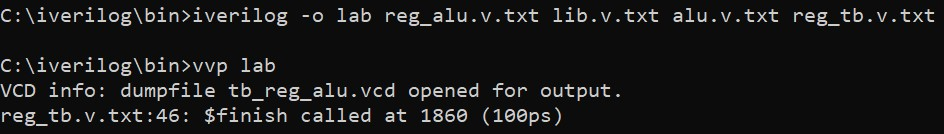 C:\iverilog\bin>iverilog -o lab reg_alu.v.txt lib.v.txt alu.v.txt reg_tb.v.txt
C:\iverilog\bin>vvp lab
VCD info: dumpfile tb_reg_alu.vcd opened for output.
reg_tb.v.txt:46: $finish called at 1860 (100ps)